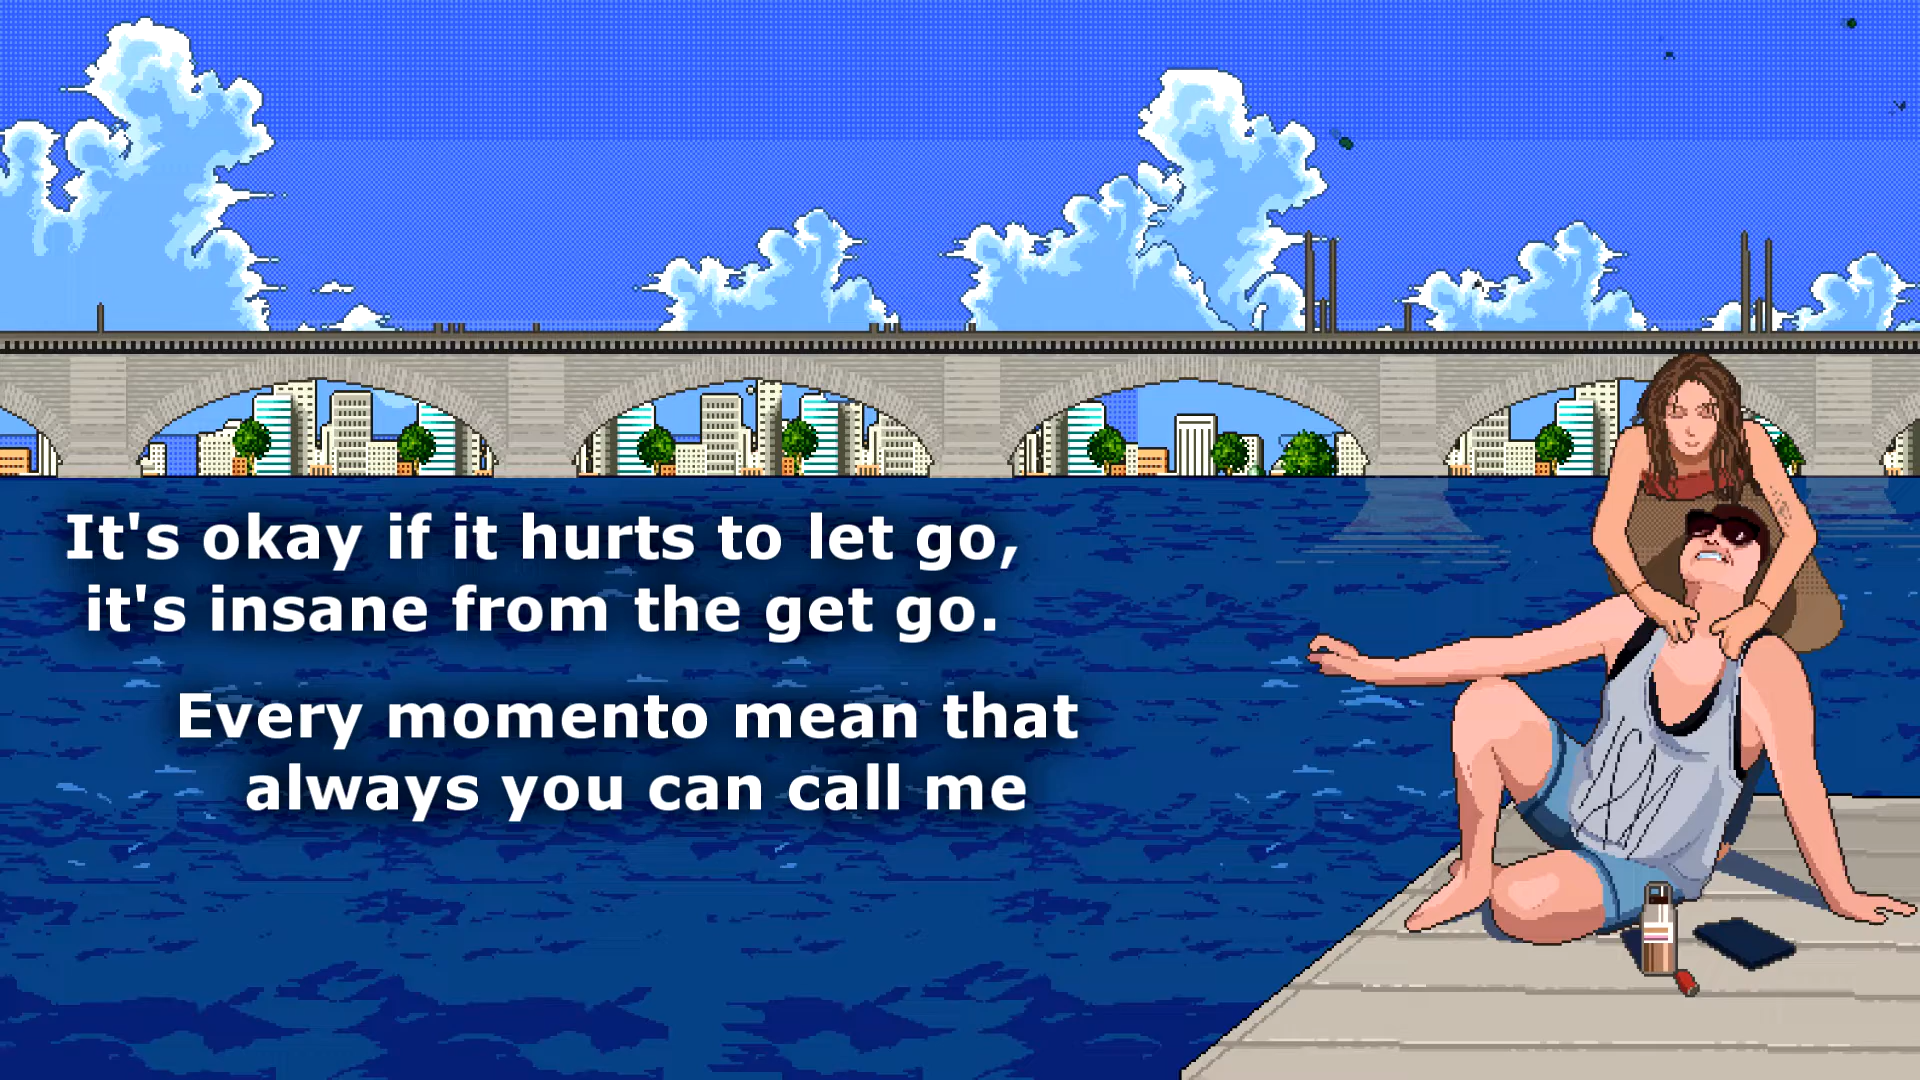 It's okay if it hurts to let go,
it's insane from the get go.
Every momento mean that
always you can call me